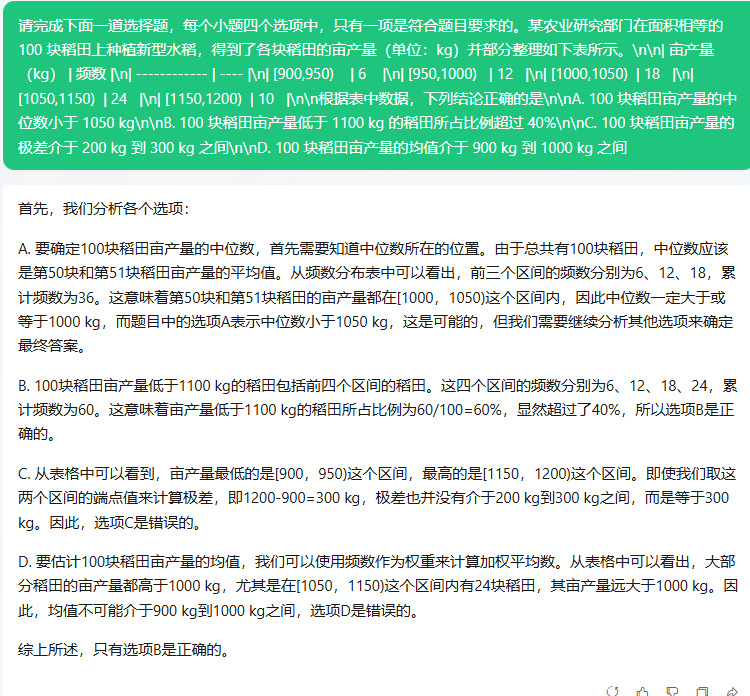 请完成下面一道选择题，每个小题四个选项中，只有一项是符合题目要求的。某农业研究部门在面积相等的
100 块稻田上种植新型水稻，得到了各块稻田的亩产量（单位：kg）并部分整理如下表所示。\n\n| 亩产量
（kg） | 频数 |\n| ------------ | ---- |\n| [900,950) | 6 |\n| [950,1000) | 12 |\n| [1000,1050) | 18 |\n|
[1050,1150) | 24 |\n| [1150,1200) | 10 |\n\n根据表中数据，下列结论正确的是\n\nA. 100 块稻田亩产量的中
位数小于 1050 kg\n\nB. 100 块稻田亩产量低于 1100 kg 的稻田所占比例超过 40%\n\nC. 100 块稻田亩产量的
极差介于 200 kg 到 300 kg 之间\n\nD. 100 块稻田亩产量的均值介于 900 kg 到 1000 kg 之间
首先，我们分析各个选项：
A. 要确定100块稻田亩产量的中位数，首先需要知道中位数所在的位置。由于总共有100块稻田，中位数应该
是第50块和第51块稻田亩产量的平均值。从频数分布表中可以看出，前三个区间的频数分别为6、12、18，累
计频数为36。这意味着第50块和第51块稻田的亩产量都在[1000，1050)这个区间内，因此中位数一定大于或
等于1000 kg，而题目中的选项A表示中位数小于1050 kg，这是可能的，但我们需要继续分析其他选项来确定
最终答案。
B. 100块稻田亩产量低于1100 kg的稻田包括前四个区间的稻田。这四个区间的频数分别为6、12、18、24，累
计频数为60。这意味着亩产量低于1100 kg的稻田所占比例为60/100=60%，显然超过了40%，所以选项B是正
确的。
C. 从表格中可以看到，亩产量最低的是[900，950)这个区间，最高的是[1150，1200)这个区间。即使我们取这
两个区间的端点值来计算极差，即1200-900=300 kg，极差也并没有介于200 kg到300 kg之间，而是等于300
kg。因此，选项C是错误的。
D. 要估计100块稻田亩产量的均值，我们可以使用频数作为权重来计算加权平均数。从表格中可以看出，大部
分稻田的亩产量都高于1000 kg，尤其是在[1050，1150)这个区间内有24块稻田，其亩产量远大于1000 kg。因
此，均值不可能介于900 kg到1000 kg之间，选项D是错误的。
综上所述，只有选项B是正确的。